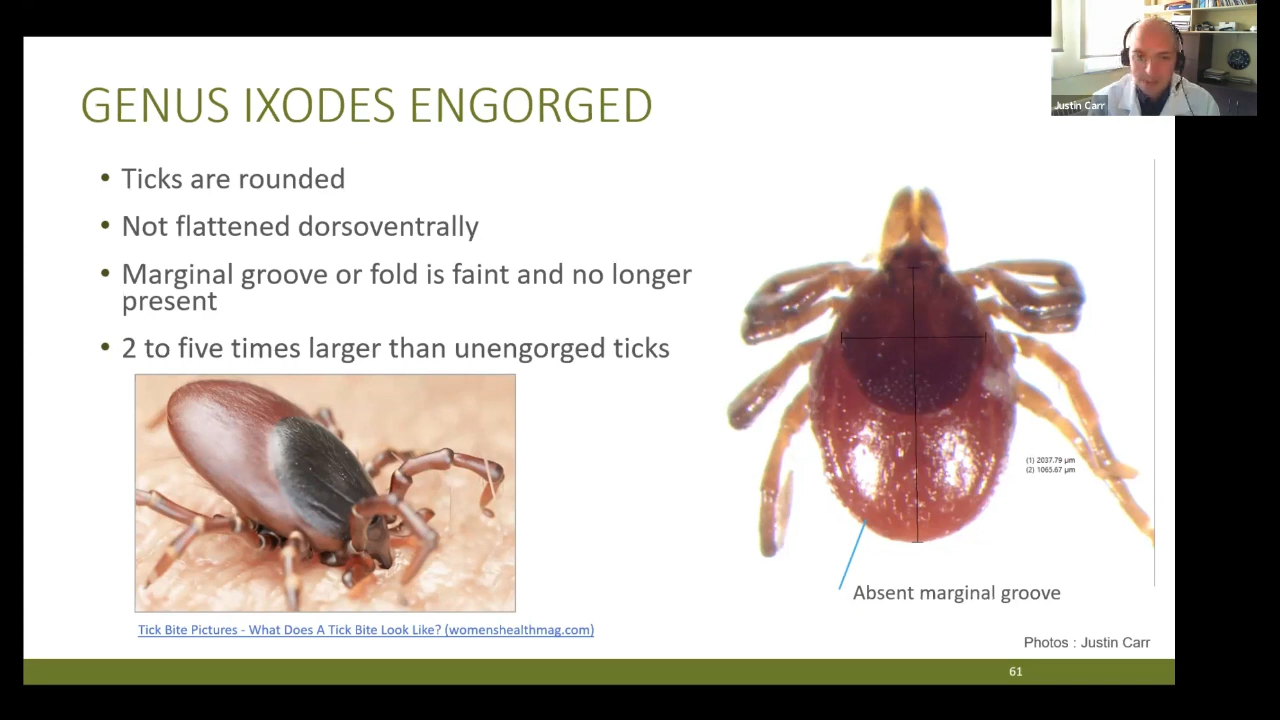 Justin Carr
GENUS IXODES ENGORGED
• Ticks are rounded
• Not flattened dorsoventrally
• Marginal groove or fold is faint and no longer
present
• 2 to five times larger than unengorged ticks
(1) 2037.79 µm
(2) 1065.67 µm
Absent marginal groove
Tick Bite Pictures - What Does A Tick Bite Look Like? (womenshealthmag.com)
Photos : Justin Carr
61